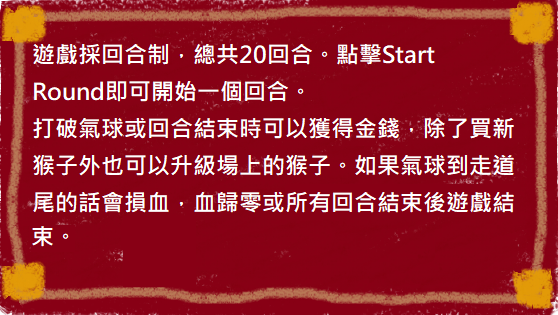 遊戲採回合制，總共20回合。點擊Start
Round即可開始一個回合。
打破氣球或回合結束時可以獲得金錢，除了買新
猴子外也可以升級場上的猴子。如果氣球到走道
尾的話會損血，血歸零或所有回合結束後遊戲結
束。